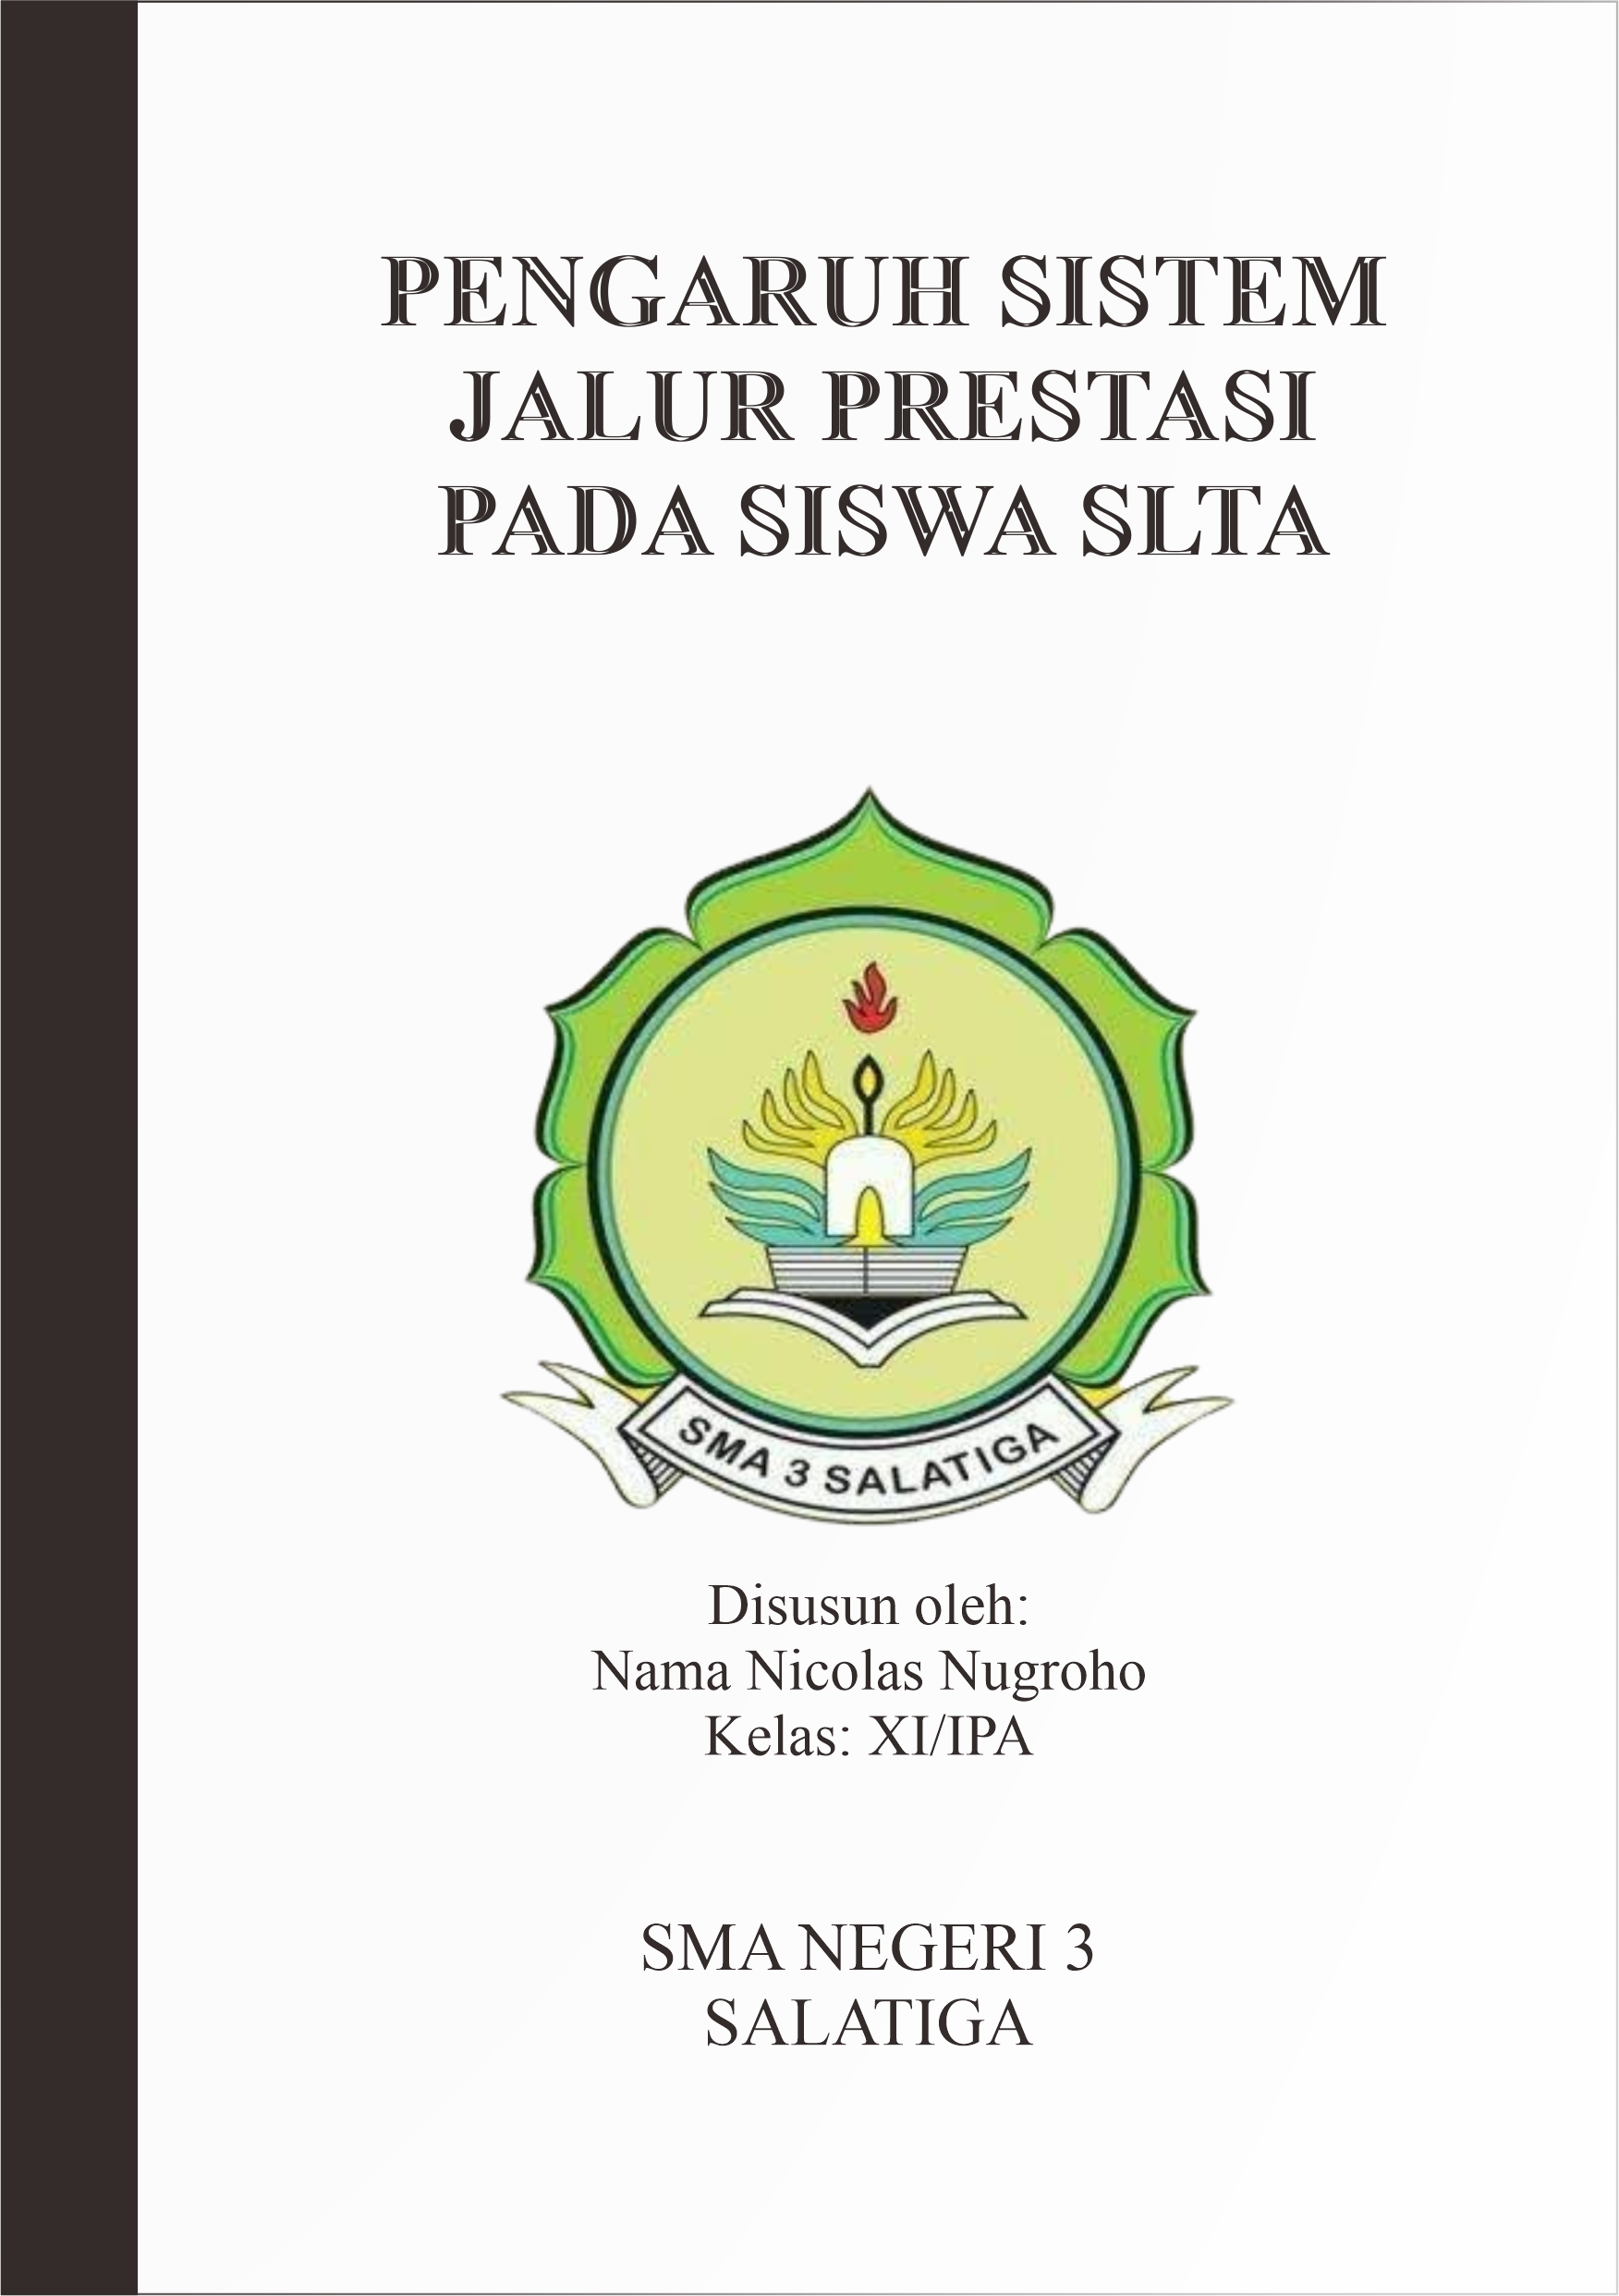 PENGARUH SISTEM
JALUR PRESTASI
PADA SISWA SLTA
SMA 3 SALATIGA
Disusun oleh:
Nama Nicolas Nugroho
Kelas: XI/IPA
SMA NEGERI 3
SALATIGA